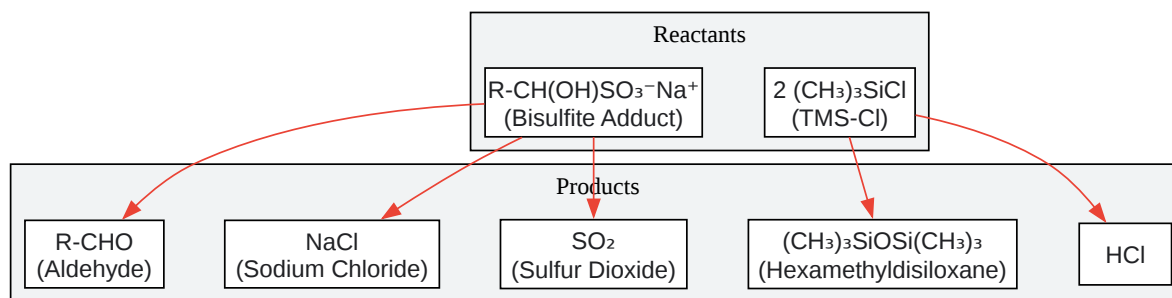 Reactants
R-CH(OH)SO₃⁻Na⁺
(Bisulfite Adduct)
2 (CH₃)₃SiCl
(TMS-Cl)
Products
R-CHO
(Aldehyde)
NaCl
(Sodium Chloride)
SO₂
(Sulfur Dioxide)
(CH₃)₃SiOSi(CH₃)₃
(Hexamethyldisiloxane)
HCl